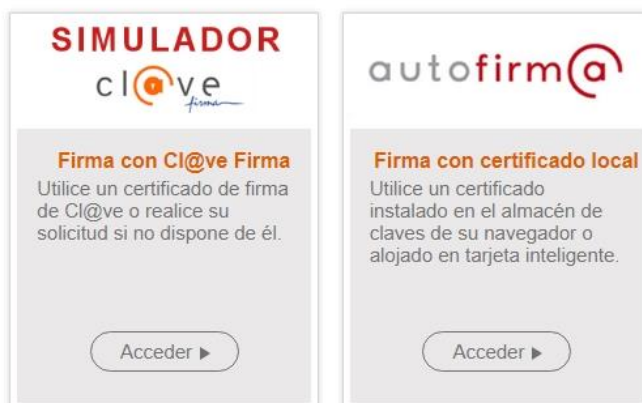 SIMULADOR
cl@ve
firma
Firma con Cl@ve Firma
Utilice un certificado de firma
de Cl@ve o realice su
solicitud si no dispone de él.
Acceder
autofirm@
Firma con certificado local
Utilice un certificado
instalado en el almacén de
claves de su navegador o
alojado en tarjeta inteligente.
Acceder